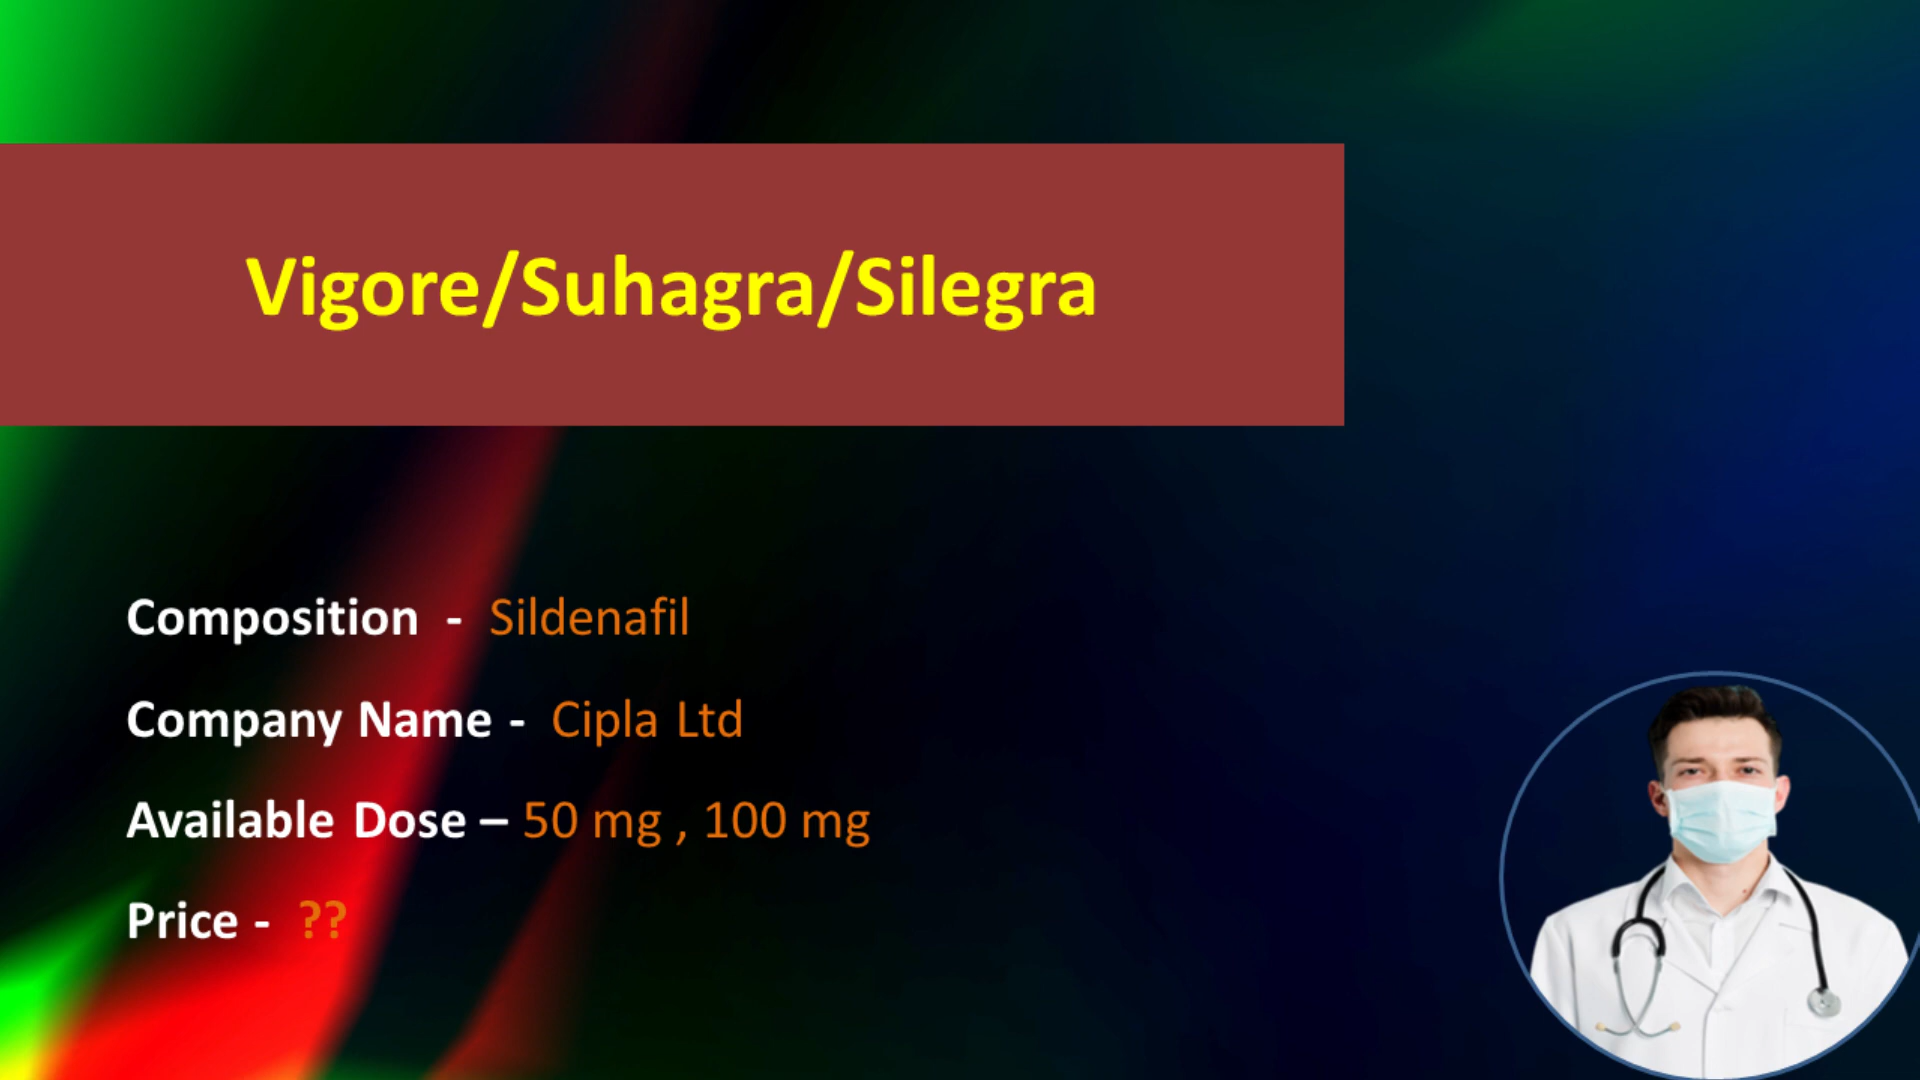 Vigore/Suhagra/Silegra
Composition - Sildenafil
Company Name - Cipla Ltd
Available Dose – 50 mg , 100 mg
Price - ??